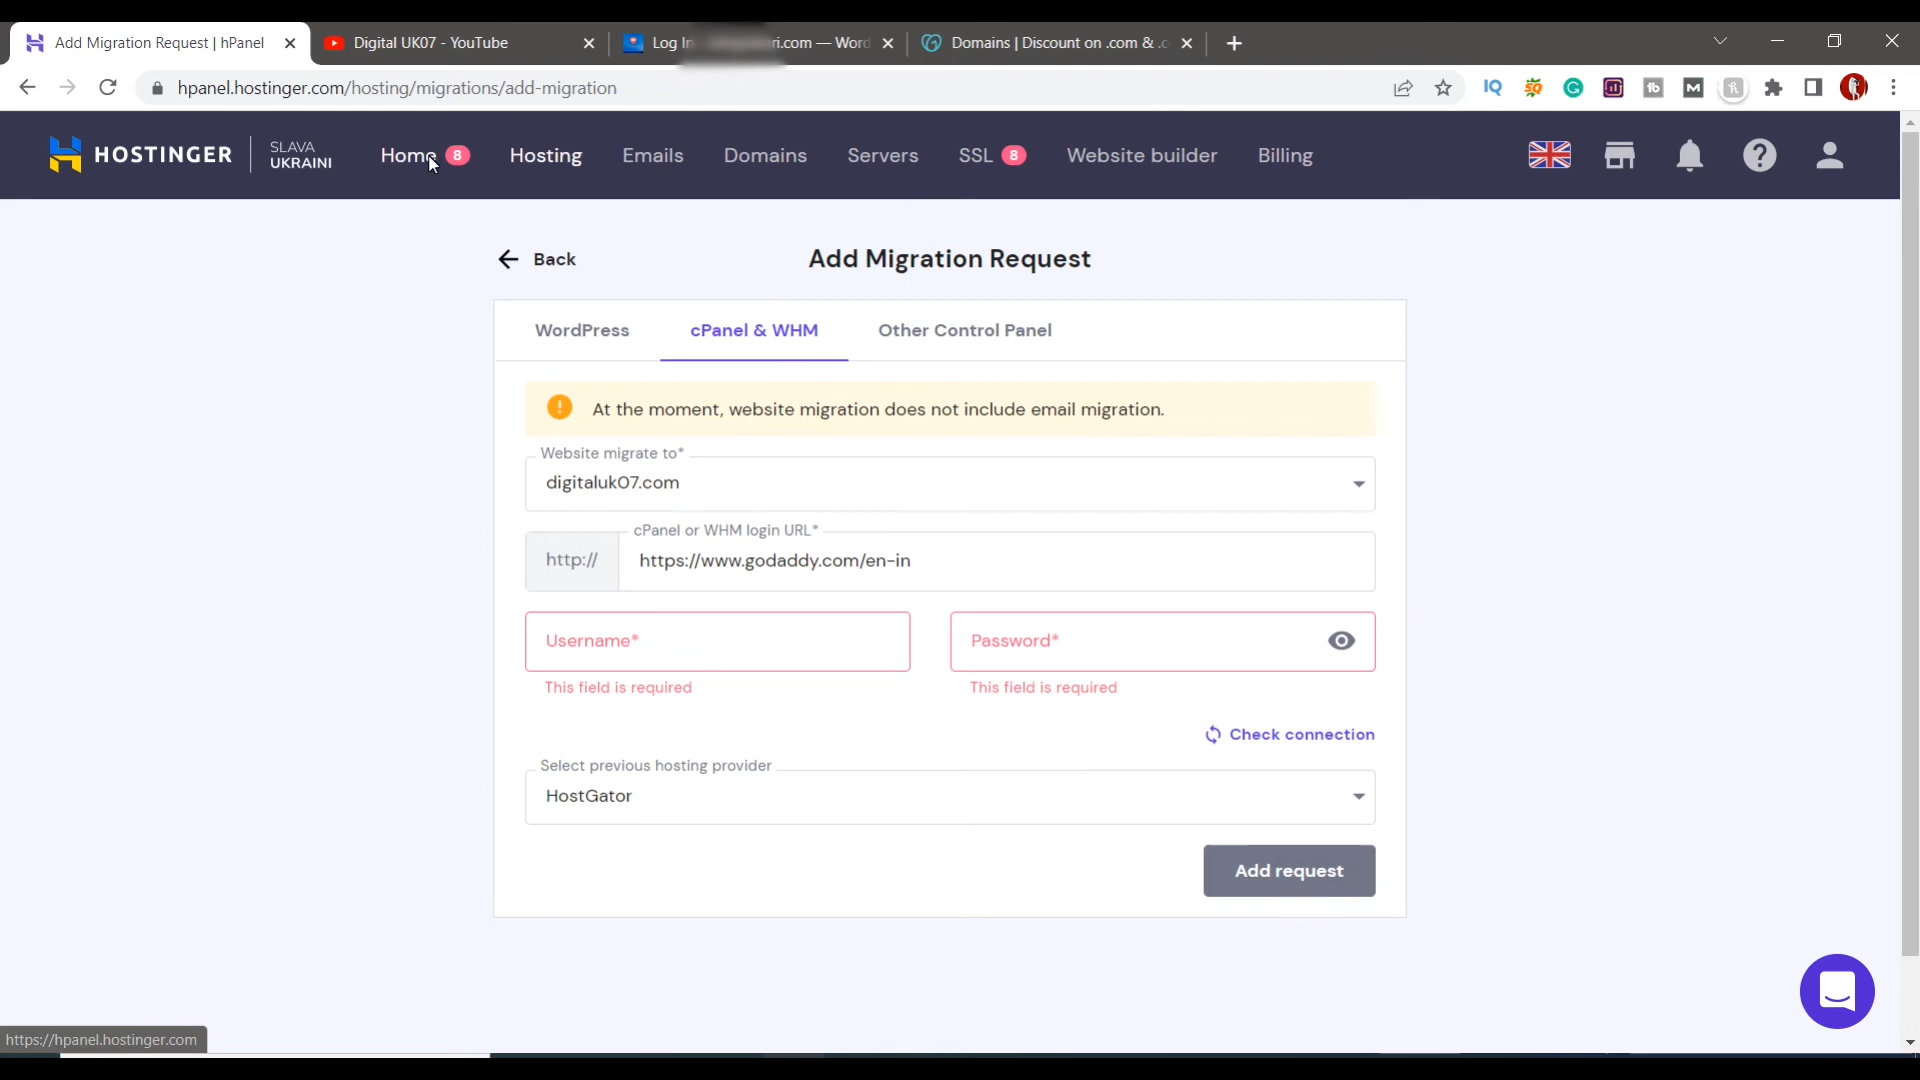 Add Migration Request | hPanel
Digital UK07 - YouTube
Log In
i.com — Word
Domains | Discount on .com & .c
hpanel.hostinger.com/hosting/migrations/add-migration
HOSTINGER
SLAVA
UKRAINI
Home 8
Hosting
Emails
Domains
Servers
SSL 8
Website builder
Billing
Back
Add Migration Request
WordPress
cPanel & WHM
Other Control Panel
At the moment, website migration does not include email migration.
Website migrate to*
digitaluk07.com
cPanel or WHM login URL*
http://
https://www.godaddy.com/en-in
Username*
Password*
This field is required
This field is required
Check connection
Select previous hosting provider
HostGator
Add request
https://hpanel.hostinger.com